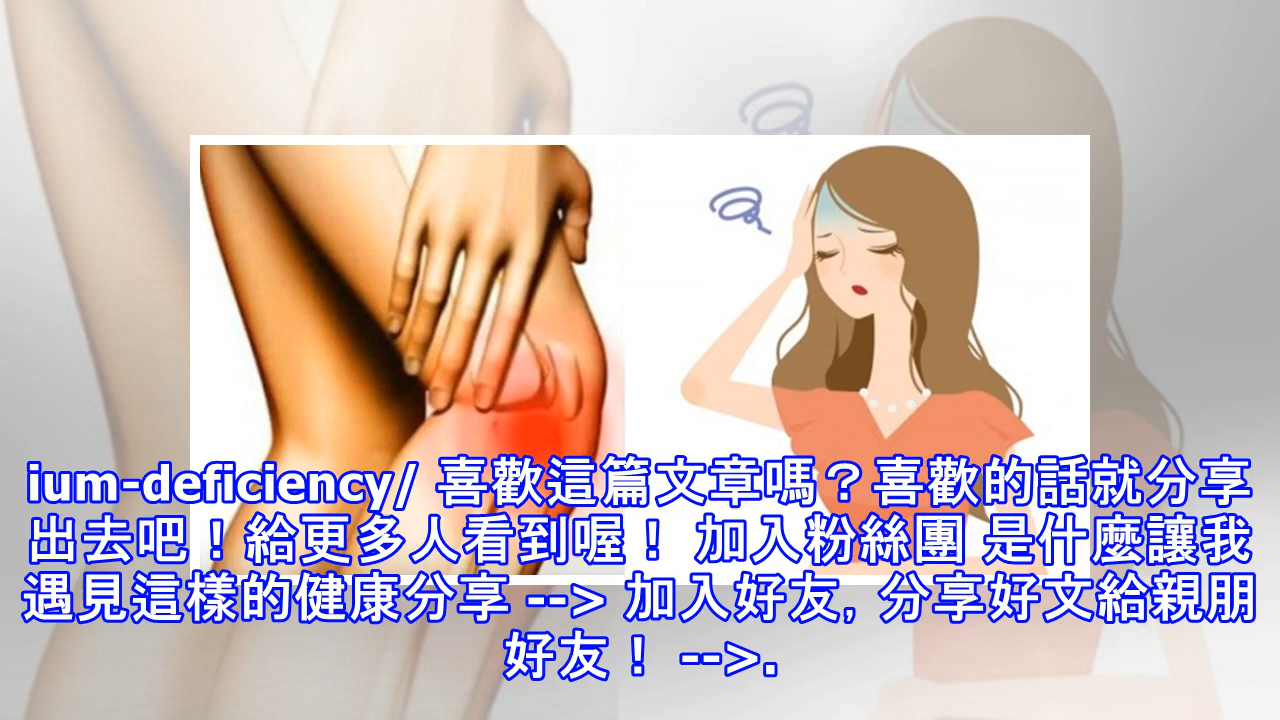 ium-deficiency/ 喜歡這篇文章嗎？喜歡的話就分享
出去吧！給更多人看到喔！ 加入粉絲團 是什麼讓我
遇見這樣的健康分享 --> 加入好友, 分享好文給親朋
好友！ -->.